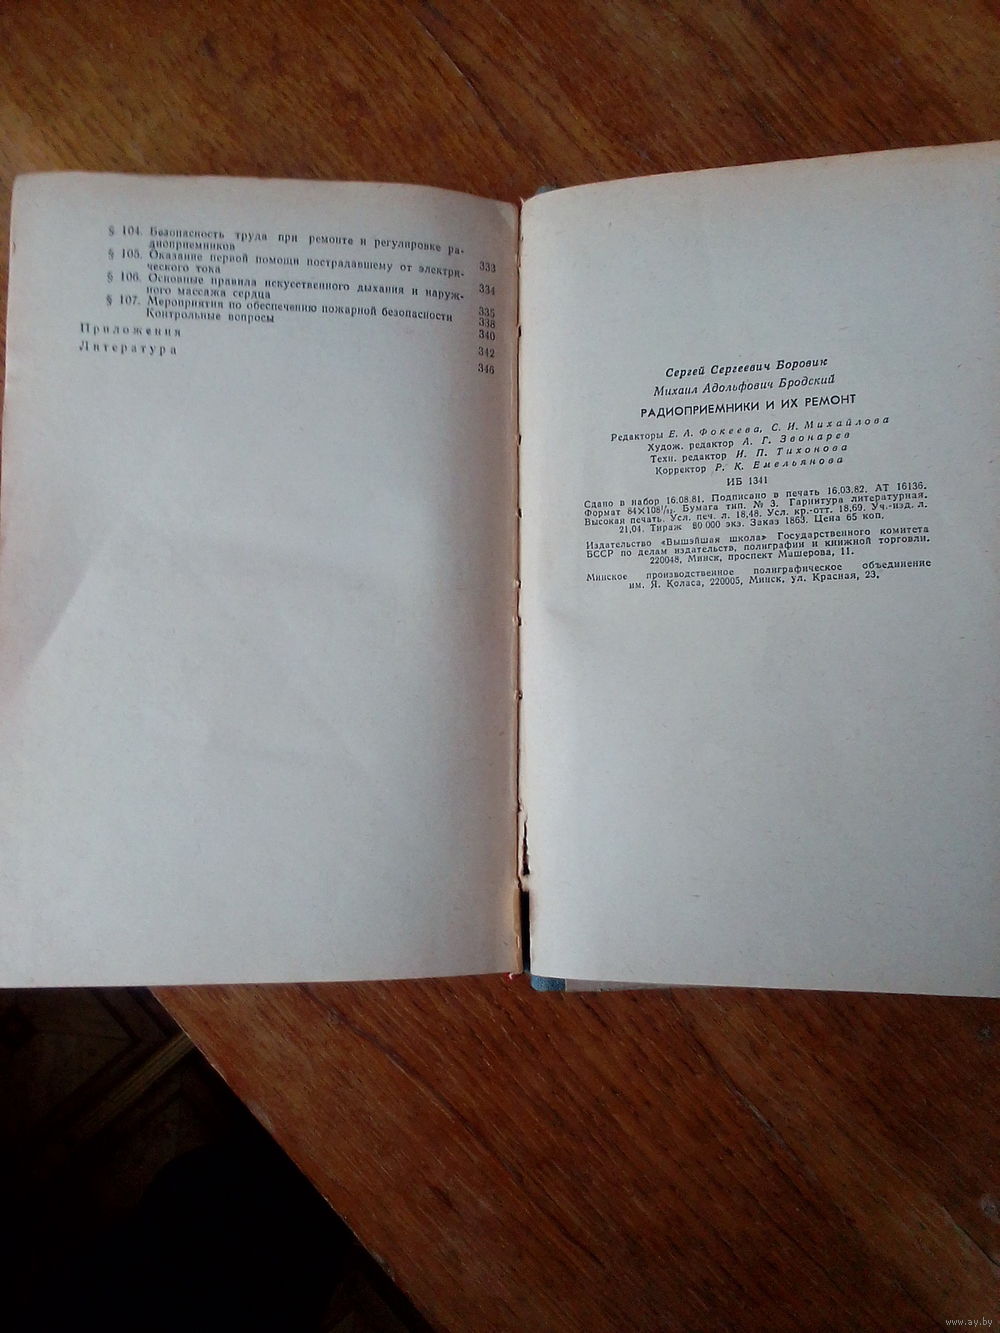 § 104. Безопасность труда при ремонте и регулировке ра-
диоприемников 333
§ 105. Оказание первой помощи пострадавшему от электри-
ческого тока 334
§ 106. Основные правила искусственного дыхания и наруж-
ного массажа сердца 335
§ 107. Мероприятия по обеспечению пожарной безопасности 338
Контрольные вопросы 340
Приложения 342
Литература 346
Сергей Сергеевич Боровик
Михаил Адольфович Бродский
РАДИОПРИЕМНИКИ И ИХ РЕМОНТ
Редакторы Е. А. Фокеева, С. И. Михайлова
Худож. редактор А. Г. Звонарев
Техн. редактор И. П. Тихонова
Корректор Р. К. Емельянова
ИБ 1341
Сдано в набор 16.08.81. Подписано в печать 16.03.82. АТ 16136.
Формат 84×108¹/₃₂. Бумага тип. № 3. Гарнитура литературная.
Высокая печать. Усл. печ. л. 18,48. Усл. кр.-отт. 18,69. Уч.-изд. л.
21,04. Тираж 80 000 экз. Заказ 1863. Цена 65 коп.
Издательство «Вышэйшая школа» Государственного комитета
БССР по делам издательств, полиграфии и книжной торговли.
220048, Минск, проспект Машерова, 11.
Минское производственное полиграфическое объединение
им. Я. Коласа, 220005, Минск, ул. Красная, 23.
www.ay.by